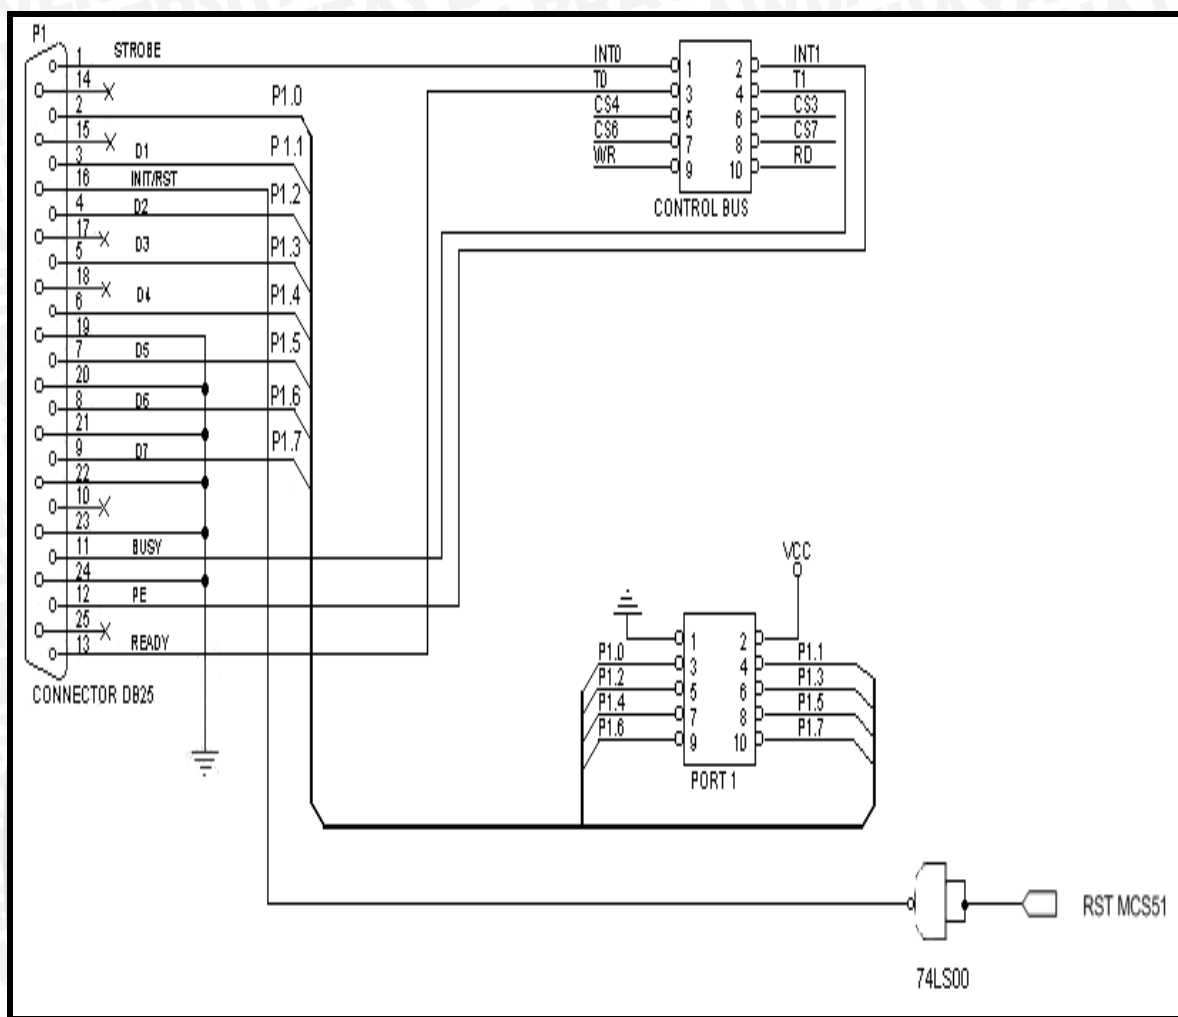 P1
1 STROBE
14
2 P1.0
15
3 D1 P1.1
16 INIT/RST
4 D2 P1.2
17
5 D3 P1.3
18
6 D4 P1.4
19
7 D5 P1.5
20
8 D6 P1.6
21
9 D7 P1.7
22
10
23
11 BUSY
24
12 PE
25
13 READY
CONNECTOR DB25
INT0 1 2 INT1
T0 3 4 T1
CS4 5 6 CS3
CS6 7 8 CS7
WR 9 10 RD
CONTROL BUS
VCC
1 2
P1.0 3 4 P1.1
P1.2 5 6 P1.3
P1.4 7 8 P1.5
P1.6 9 10 P1.7
PORT 1
RST MCS51
74LS00